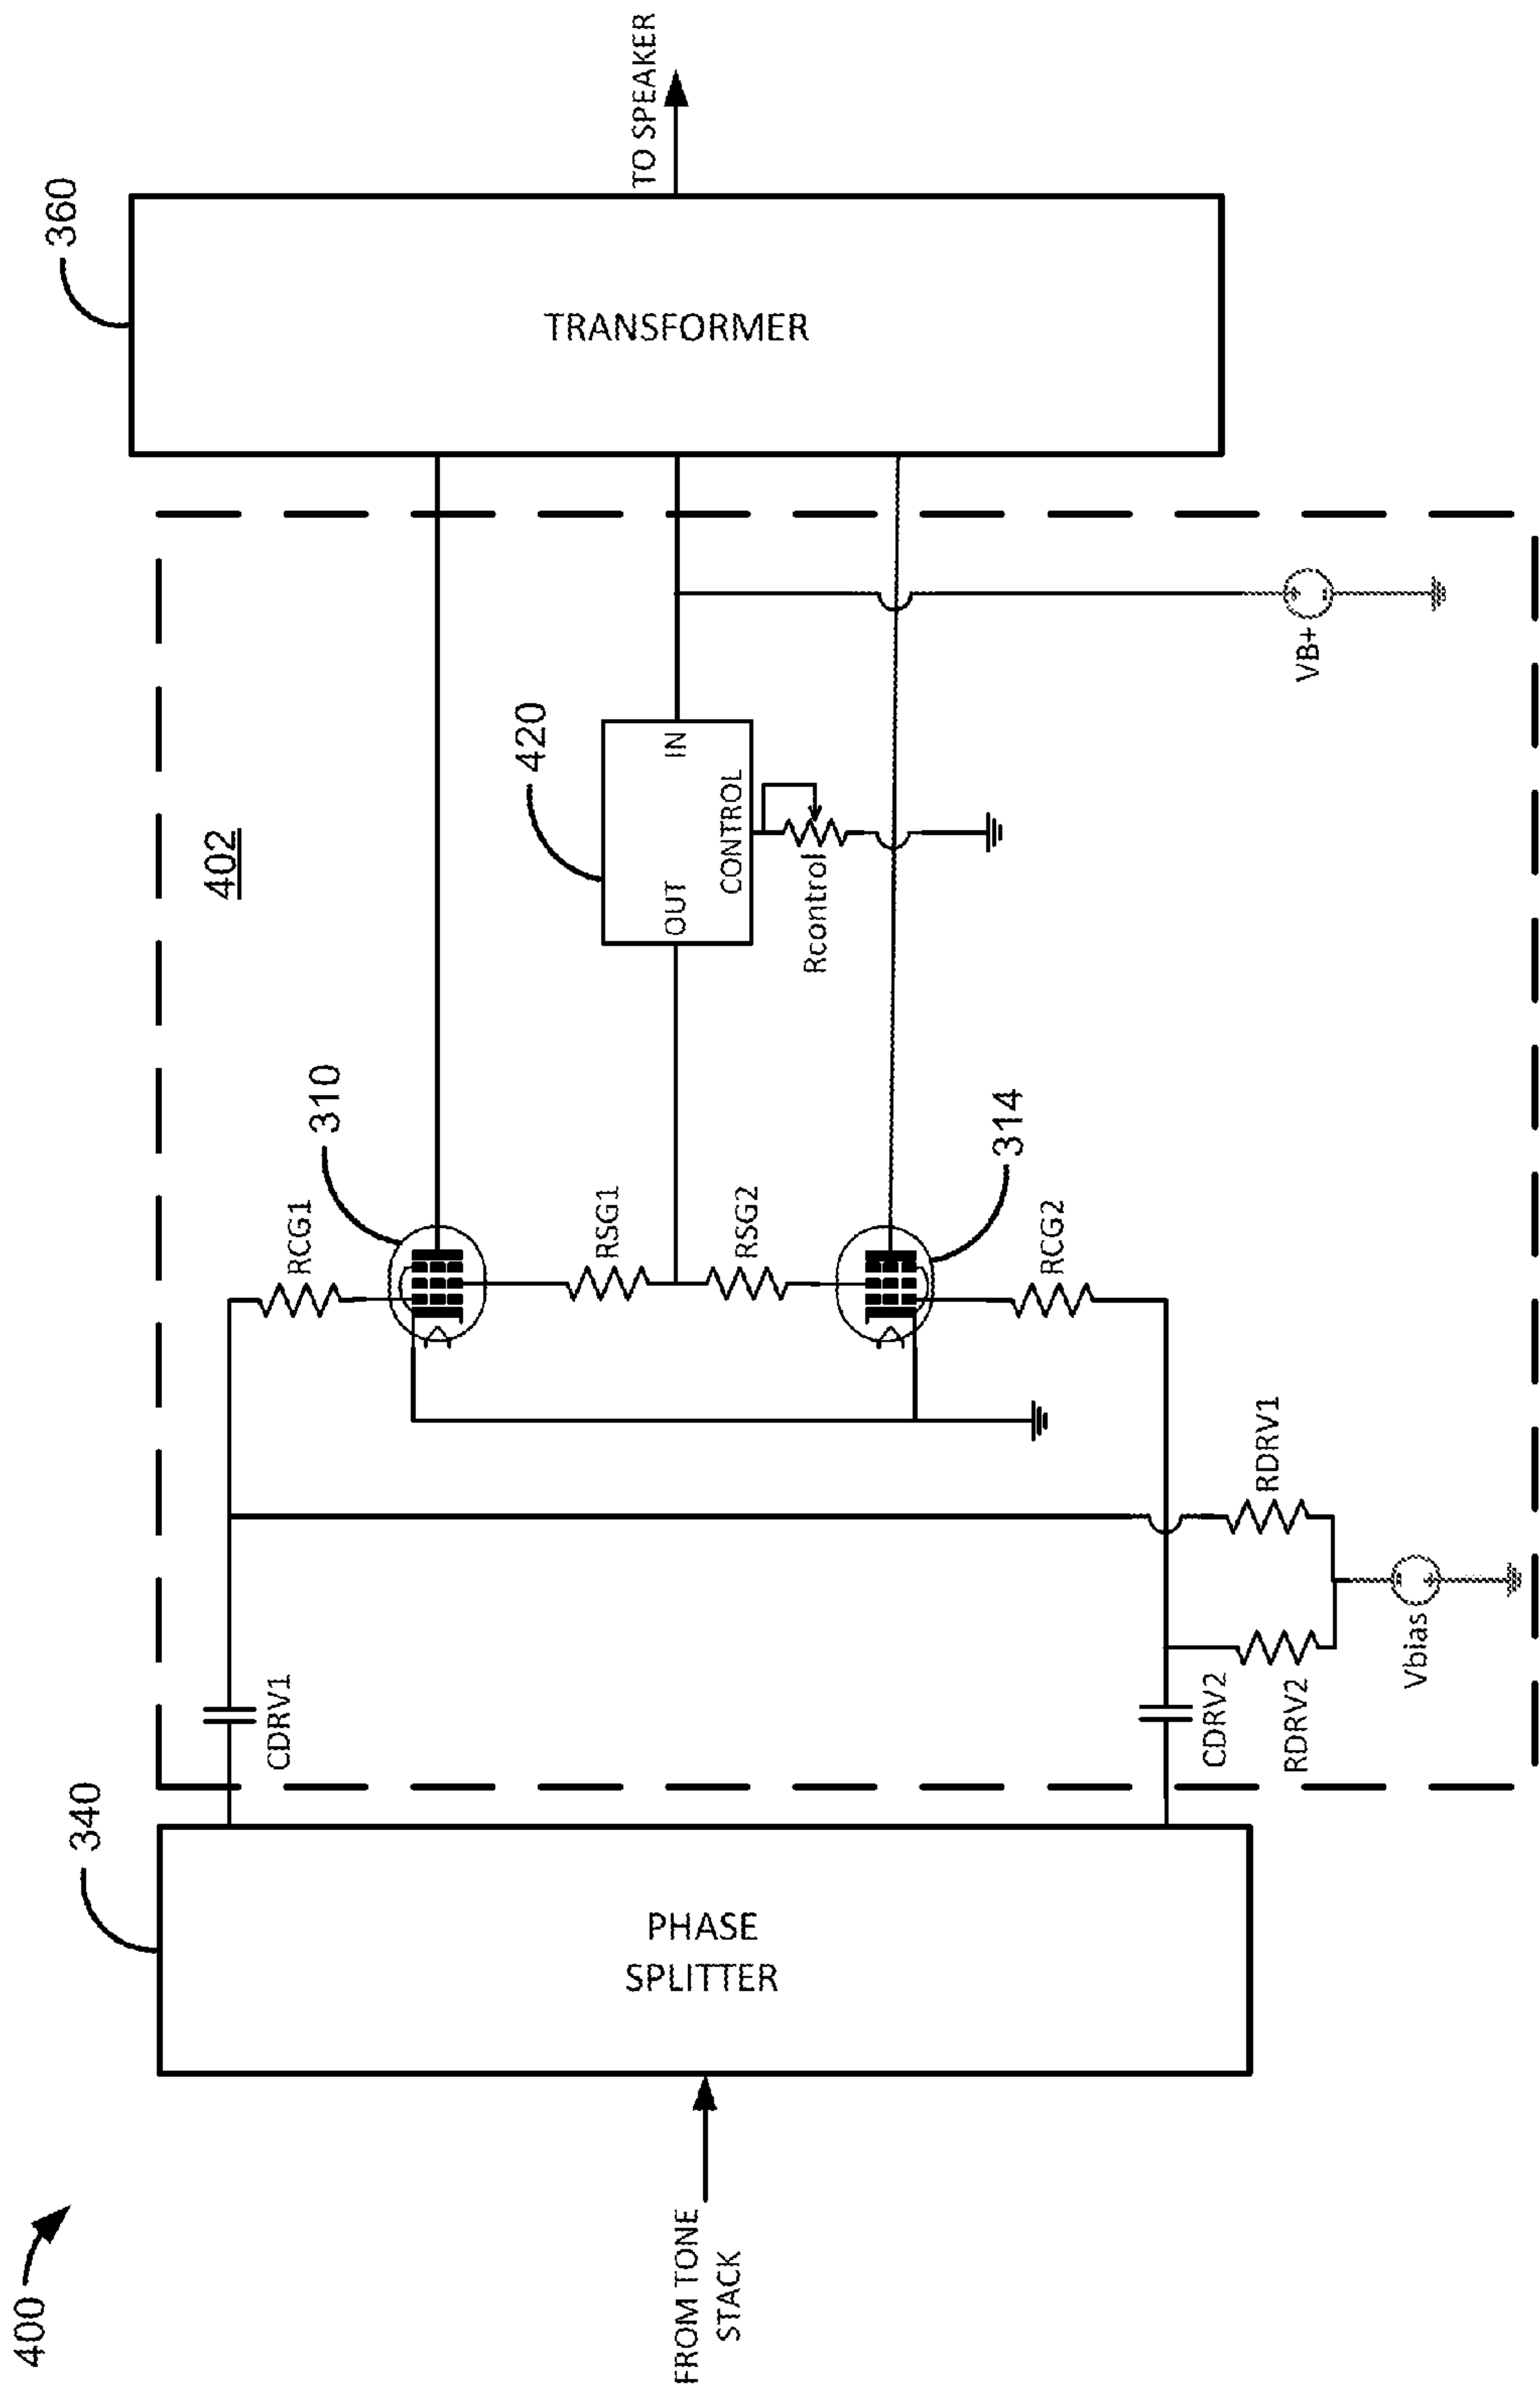 400
FROM TONE
STACK
340
PHASE
SPLITTER
402
CDRV1
CDRV2
RDRV2
RDRV1
Vbias
RCG1
310
RSG1
RSG2
314
RCG2
420
OUT
IN
CONTROL
Rcontrol
VB+
360
TRANSFORMER
TO SPEAKER